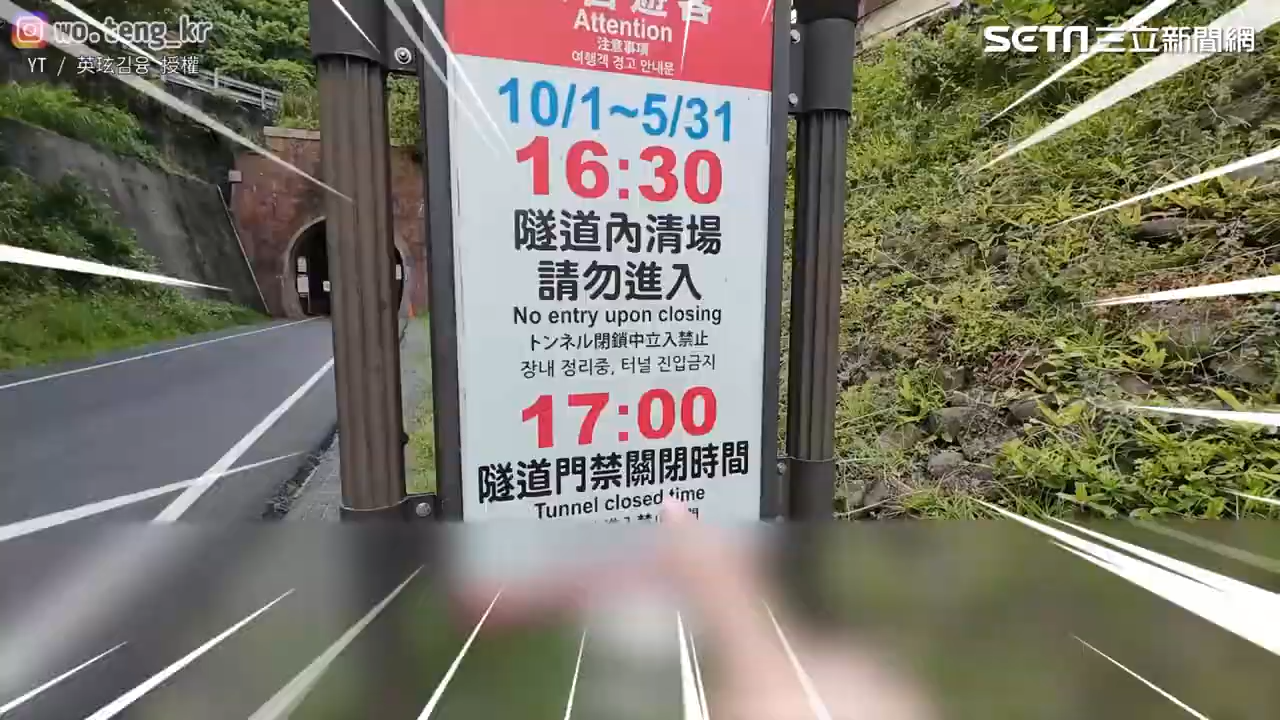 wo.teng_kr
YT / 英玹김융 授權
SETN三立新聞網
Attention
注意事項
여행객 경고 안내문
10/1~5/31
16:30
隧道內清場
請勿進入
No entry upon closing
トンネル閉鎖中立入禁止
장내 정리중, 터널 진입금지
17:00
隧道門禁關閉時間
Tunnel closed time